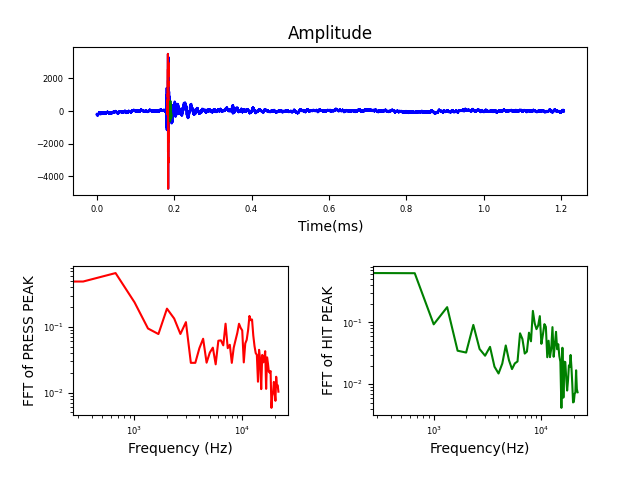 Amplitude
2000
0
−2000
−4000
0.0 0.2 0.4 0.6 0.8 1.0 1.2
Time(ms)
FFT of PRESS PEAK
10⁻¹
10⁻²
10³ 10⁴
Frequency (Hz)
FFT of HIT PEAK
10⁻¹
10⁻²
10³ 10⁴
Frequency(Hz)